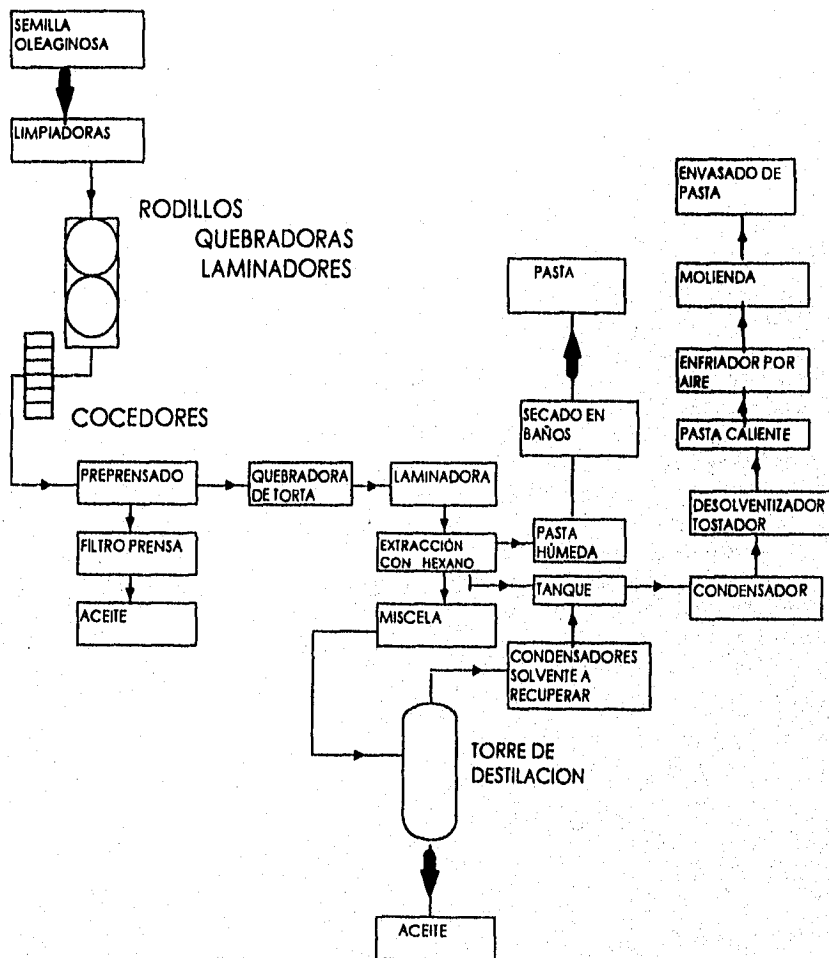 SEMILLA
OLEAGINOSA
LIMPIADORAS
RODILLOS
QUEBRADORAS
LAMINADORES
COCEDORES
PREPRENSADO
FILTRO PRENSA
ACEITE
QUEBRADORA
DE TORTA
LAMINADORA
EXTRACCIÓN
CON HEXANO
MISCELA
PASTA
SECADO EN
BAÑOS
PASTA
HÚMEDA
TANQUE
CONDENSADORES
SOLVENTE A
RECUPERAR
TORRE DE
DESTILACION
ACEITE
ENVASADO DE
PASTA
MOLIENDA
ENFRIADOR POR
AIRE
PASTA CALIENTE
DESOLVENTIZADOR
TOSTADOR
CONDENSADOR